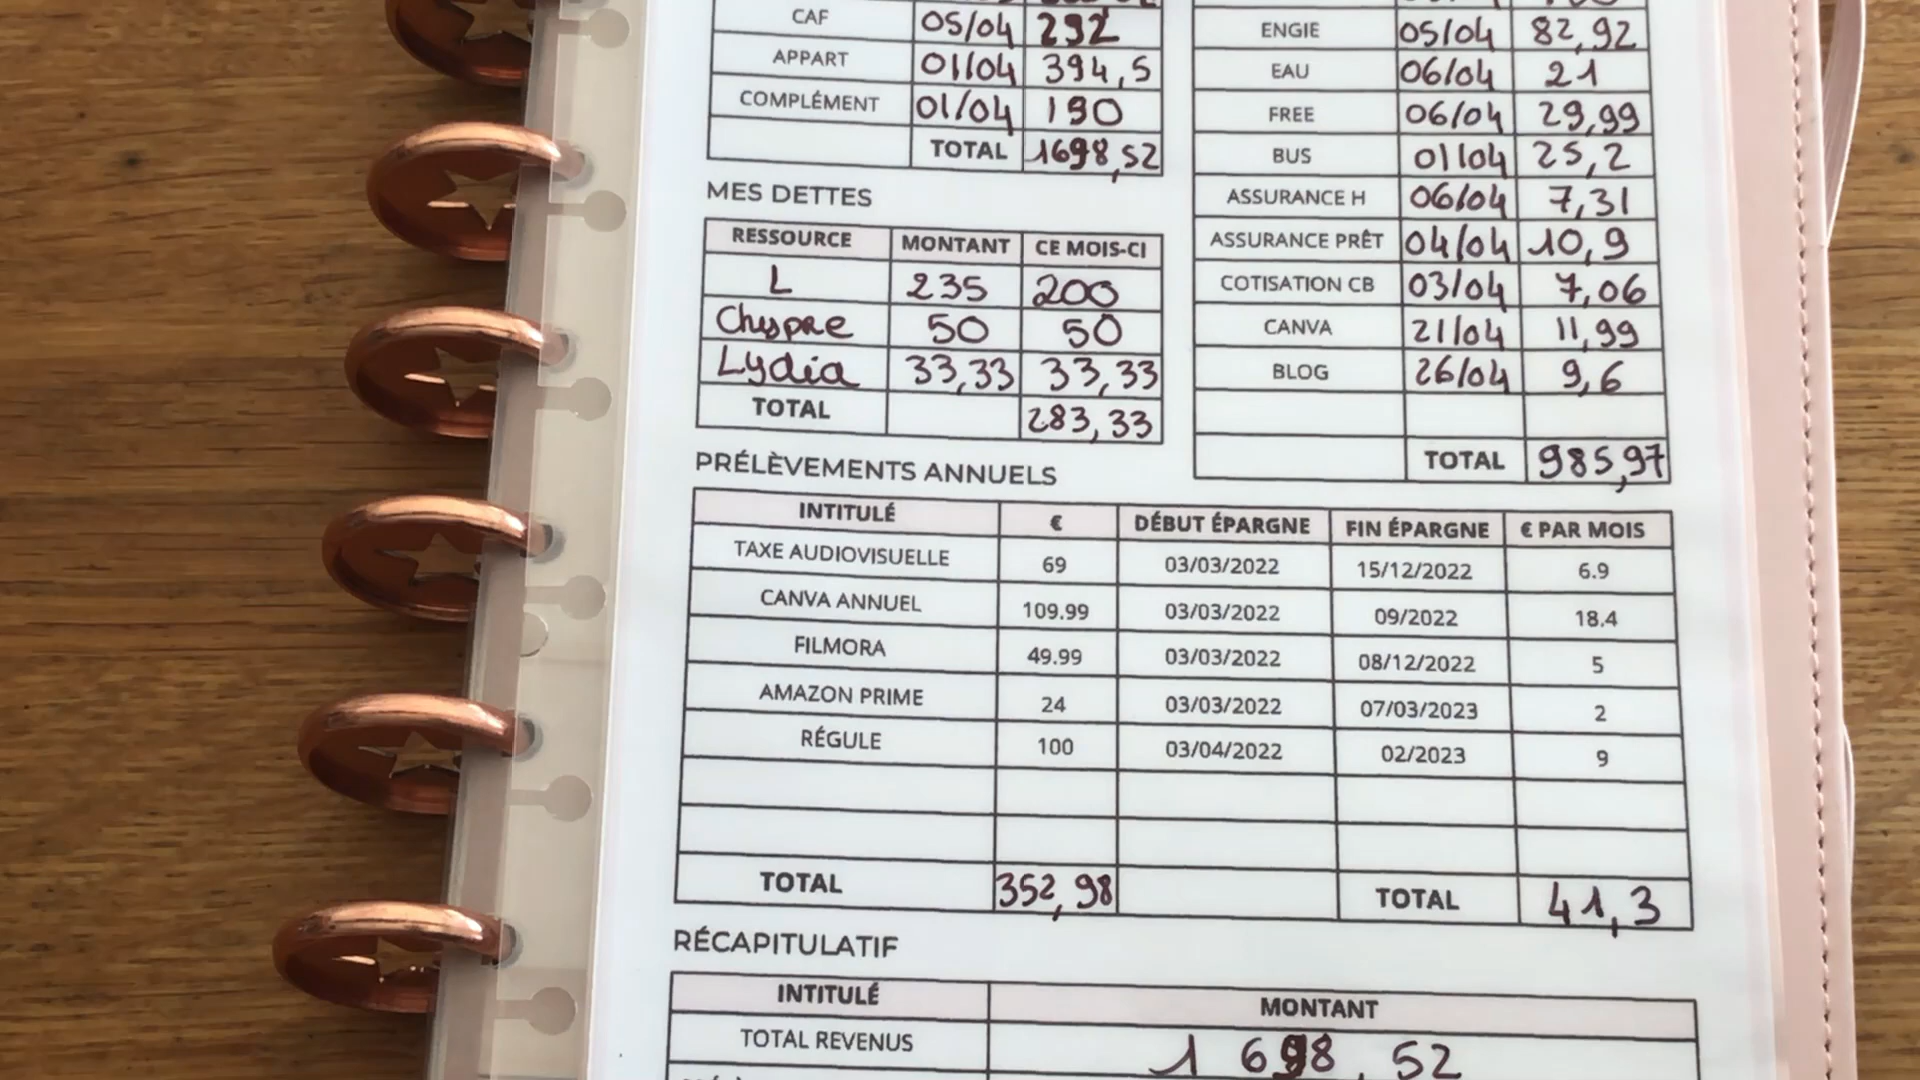 CAF 05/04 292
APPART 01/04 394,5
COMPLÉMENT 01/04 190
TOTAL 1698,52
ENGIE 05/04 82,92
EAU 06/04 21
FREE 06/04 29,99
BUS 01/04 25,2
ASSURANCE H 06/04 7,31
ASSURANCE PRÊT 04/04 10,9
COTISATION CB 03/04 7,06
CANVA 21/04 11,99
BLOG 26/04 9,6
TOTAL 985,97
MES DETTES
RESSOURCE MONTANT CE MOIS-CI
L 235 200
Chypre 50 50
Lydia 33,33 33,33
TOTAL 283,33
PRÉLÈVEMENTS ANNUELS
INTITULÉ € DÉBUT ÉPARGNE FIN ÉPARGNE € PAR MOIS
TAXE AUDIOVISUELLE 69 03/03/2022 15/12/2022 6.9
CANVA ANNUEL 109.99 03/03/2022 09/2022 18.4
FILMORA 49.99 03/03/2022 08/12/2022 5
AMAZON PRIME 24 03/03/2022 07/03/2023 2
RÉGULE 100 03/04/2022 02/2023 9
TOTAL 352,98 TOTAL 41,3
RÉCAPITULATIF
INTITULÉ MONTANT
TOTAL REVENUS 1 698,52